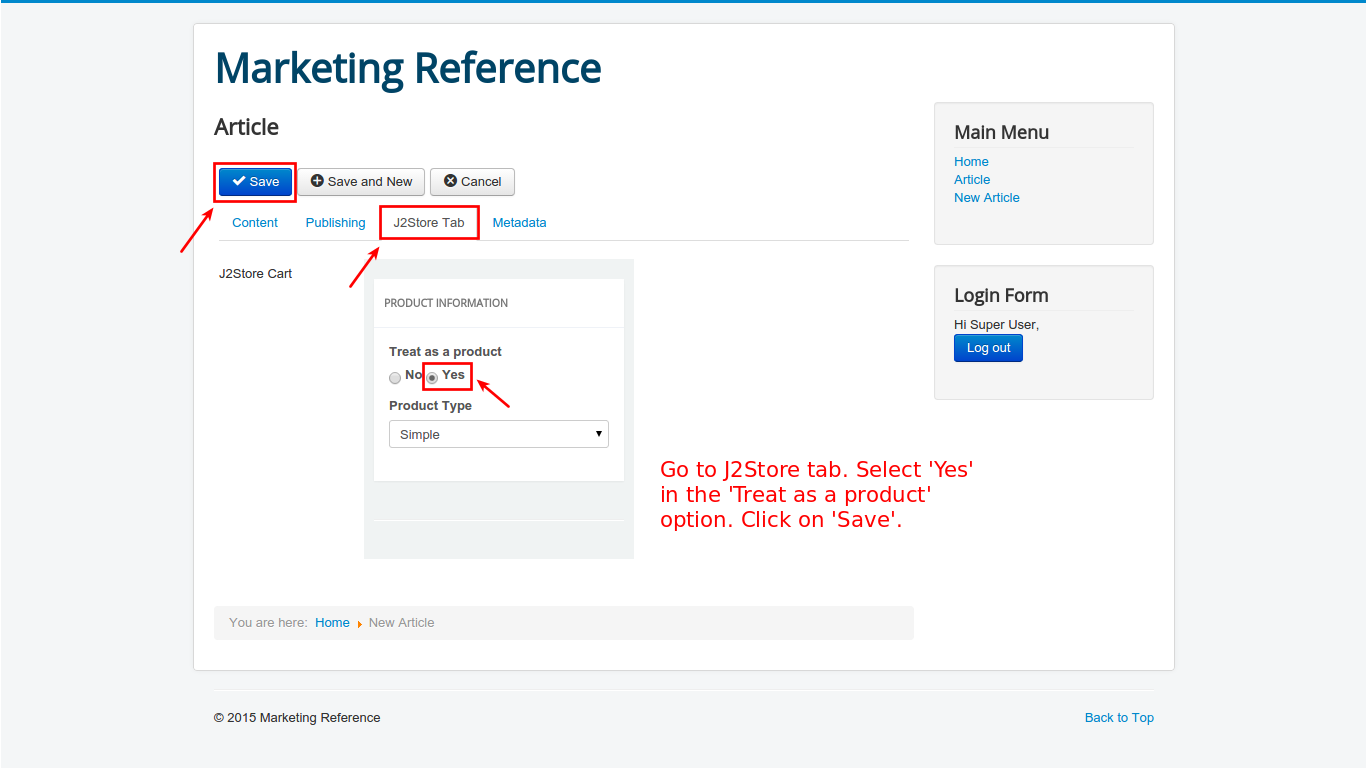 Marketing Reference
Article
Save
Save and New
Cancel
Content
Publishing
J2Store Tab
Metadata
J2Store Cart
PRODUCT INFORMATION
Treat as a product
No
Yes
Product Type
Simple
Go to J2Store tab. Select 'Yes'
in the 'Treat as a product'
option. Click on 'Save'.
Main Menu
Home
Article
New Article
Login Form
Hi Super User,
Log out
You are here: Home New Article
© 2015 Marketing Reference
Back to Top